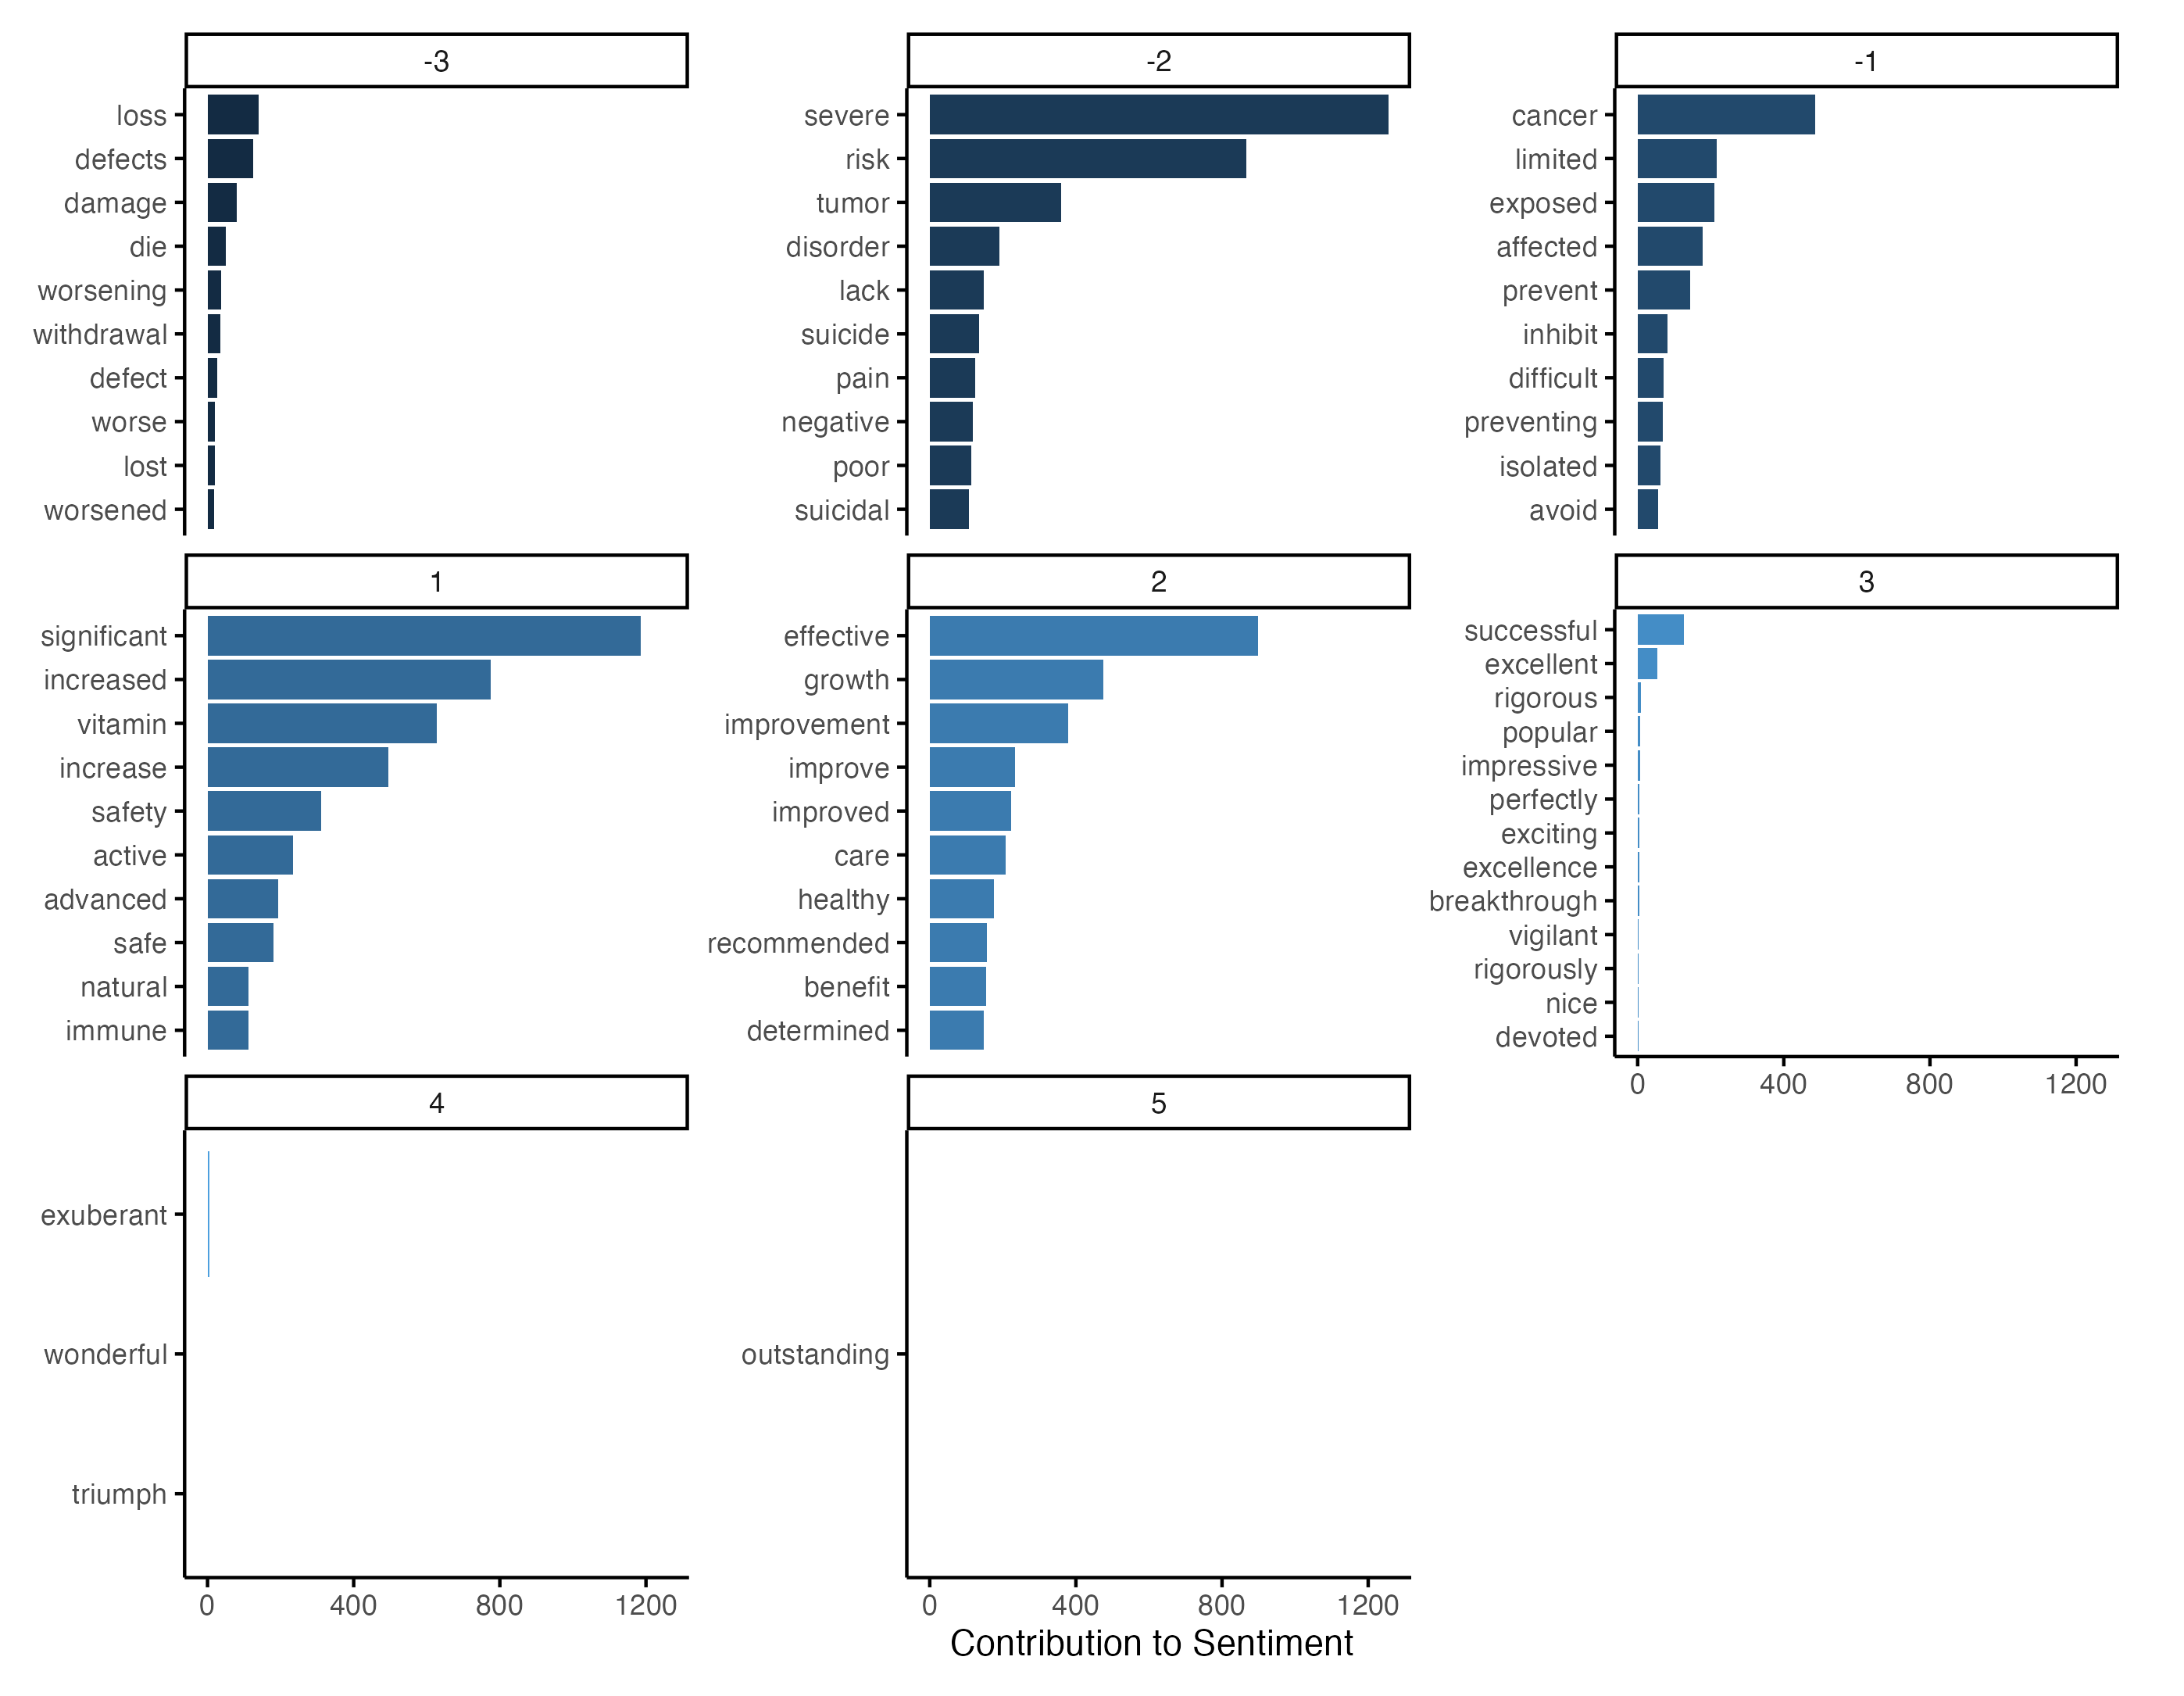 -3
loss
defects
damage
die
worsening
withdrawal
defect
worse
lost
worsened
-2
severe
risk
tumor
disorder
lack
suicide
pain
negative
poor
suicidal
-1
cancer
limited
exposed
affected
prevent
inhibit
difficult
preventing
isolated
avoid
1
significant
increased
vitamin
increase
safety
active
advanced
safe
natural
immune
2
effective
growth
improvement
improve
improved
care
healthy
recommended
benefit
determined
3
successful
excellent
rigorous
popular
impressive
perfectly
exciting
excellence
breakthrough
vigilant
rigorously
nice
devoted
0 400 800 1200
4
exuberant
wonderful
triumph
0 400 800 1200
5
outstanding
0 400 800 1200
Contribution to Sentiment